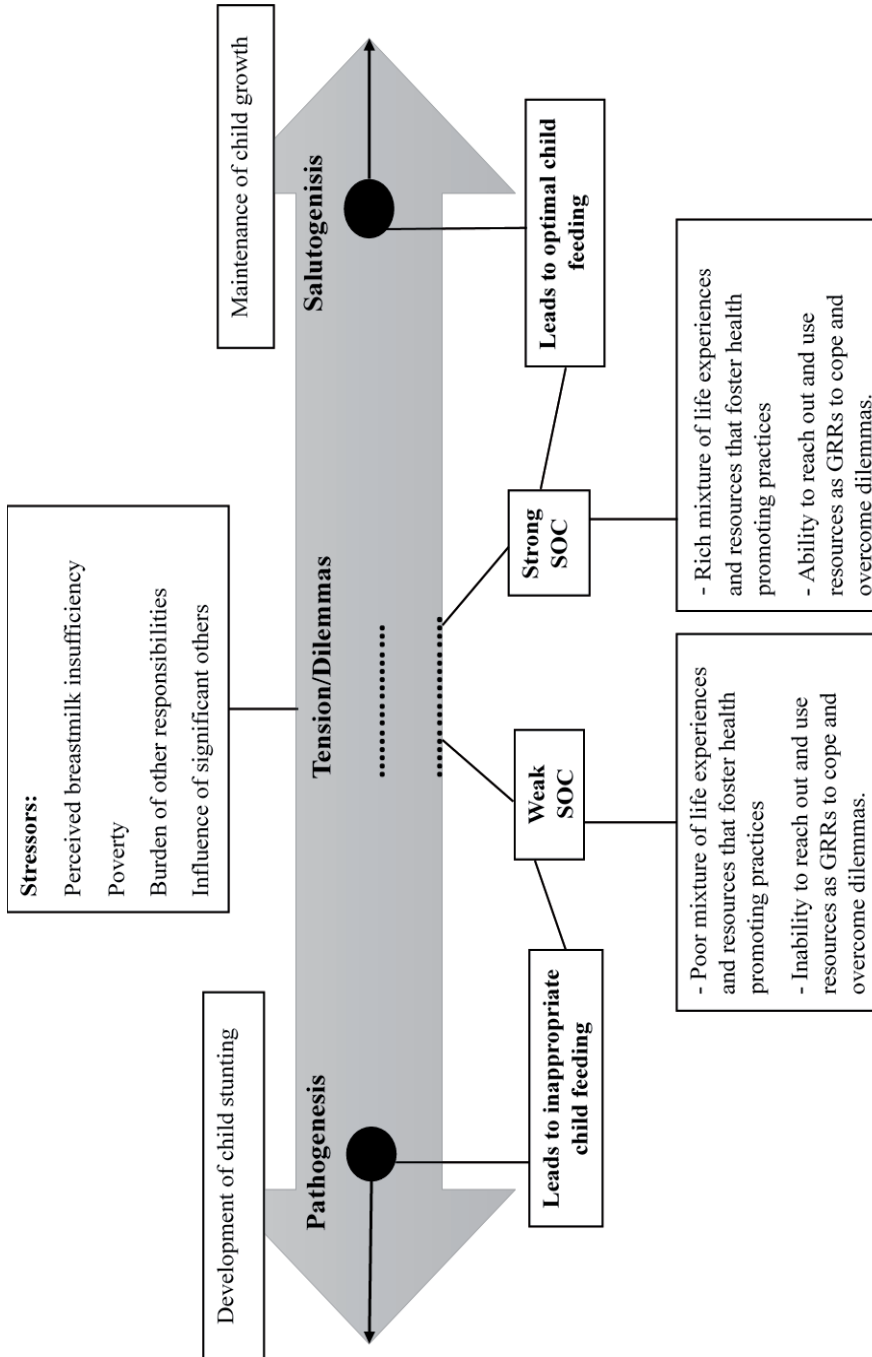 Stressors:
Perceived breastmilk insufficiency
Poverty
Burden of other responsibilities
Influence of significant others
Development of child stunting
Maintenance of child growth
Pathogenesis
Tension/Dilemmas
Salutogenisis
Leads to inappropriate
child feeding
Weak
SOC
Strong
SOC
Leads to optimal child
feeding
- Poor mixture of life experiences
and resources that foster health
promoting practices
- Inability to reach out and use
resources as GRRs to cope and
overcome dilemmas.
- Rich mixture of life experiences
and resources that foster health
promoting practices
- Ability to reach out and use
resources as GRRs to cope and
overcome dilemmas.